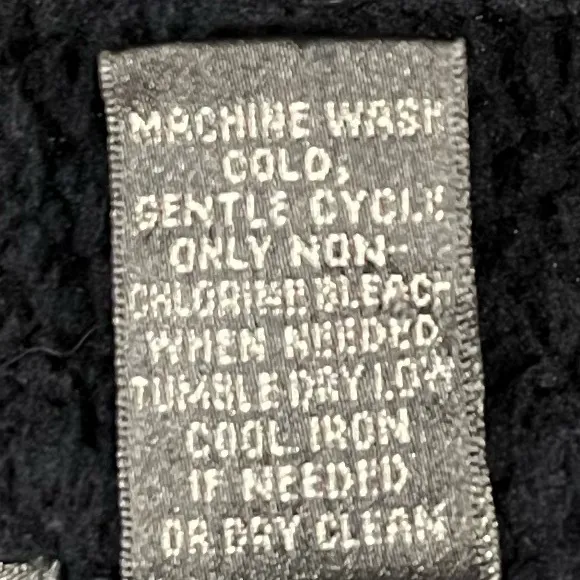 MACHINE WASH
COLD,
GENTLE CYCLE
ONLY NON-
CHLORINE BLEACH
WHEN NEEDED
TUMBLE DRY LOW
COOL IRON
IF NEEDED
OR DRY CLEAN